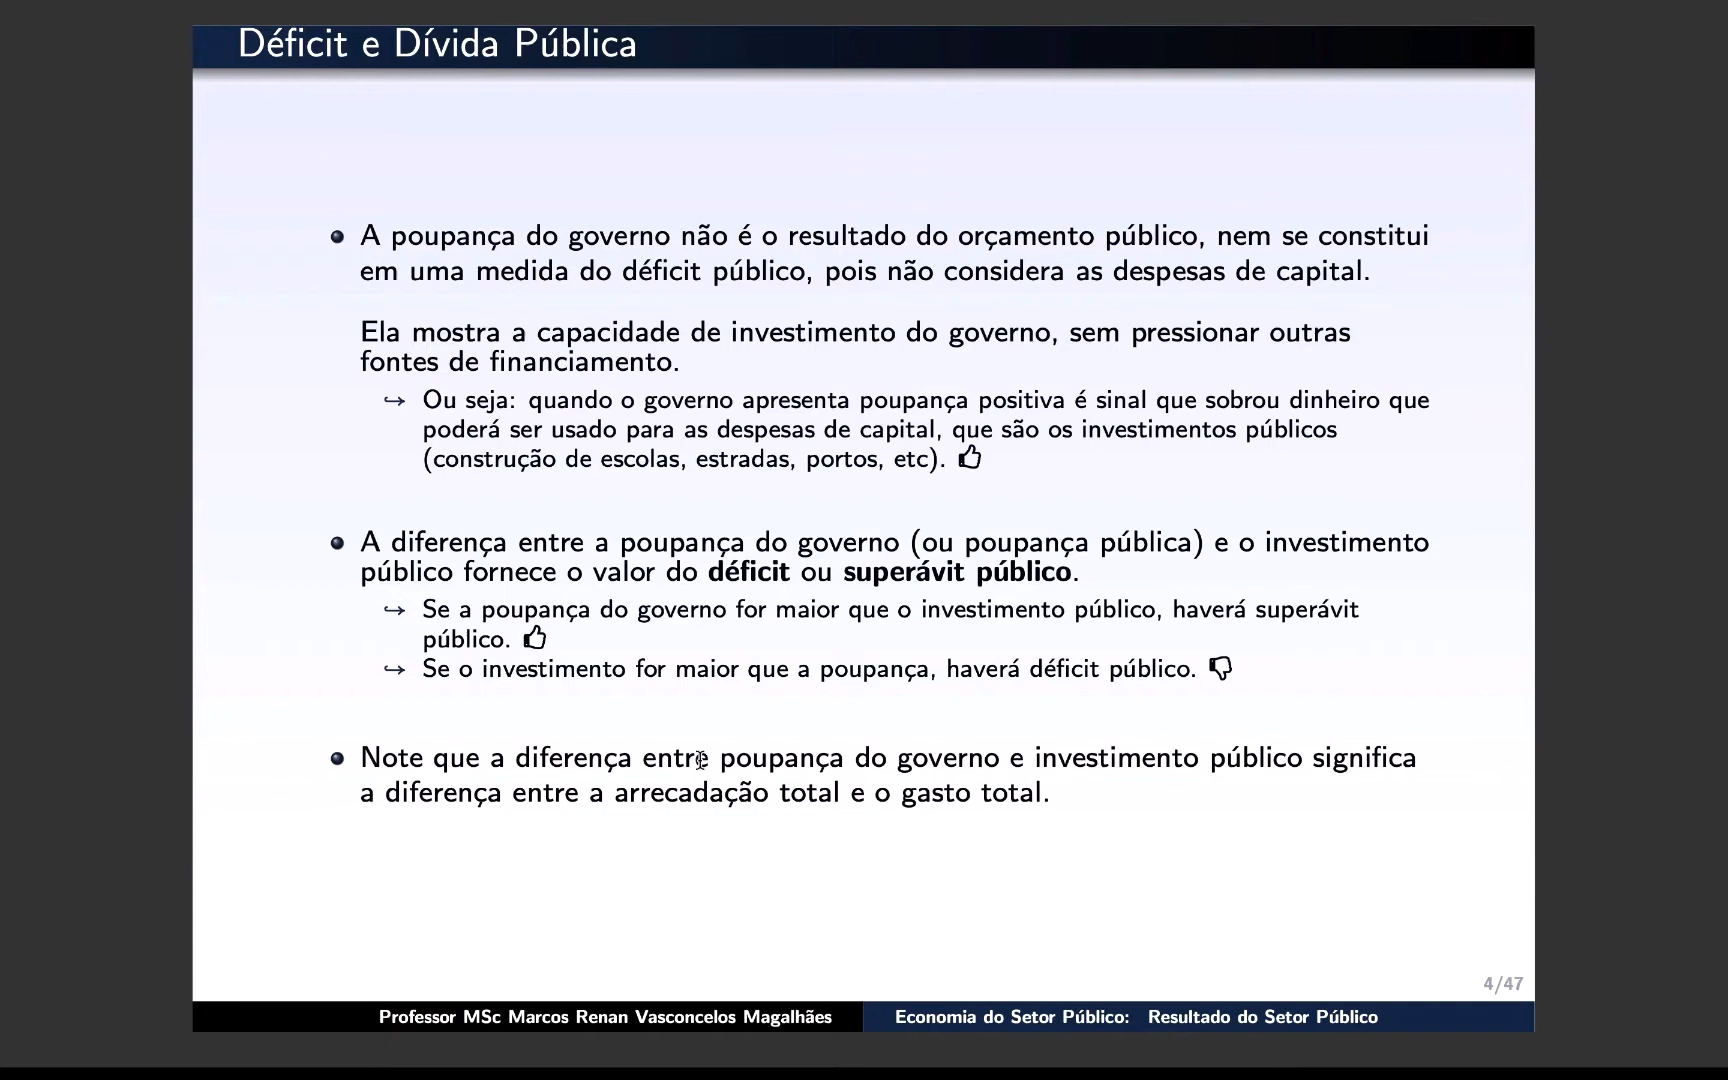 Déficit e Dívida Pública
A poupança do governo não é o resultado do orçamento público, nem se constitui
em uma medida do déficit público, pois não considera as despesas de capital.
Ela mostra a capacidade de investimento do governo, sem pressionar outras
fontes de financiamento.
Ou seja: quando o governo apresenta poupança positiva é sinal que sobrou dinheiro que
poderá ser usado para as despesas de capital, que são os investimentos públicos
(construção de escolas, estradas, portos, etc).
A diferença entre a poupança do governo (ou poupança pública) e o investimento
público fornece o valor do déficit ou superávit público.
Se a poupança do governo for maior que o investimento público, haverá superávit
público.
Se o investimento for maior que a poupança, haverá déficit público.
Note que a diferença entre poupança do governo e investimento público significa
a diferença entre a arrecadação total e o gasto total.
4/47
Professor MSc Marcos Renan Vasconcelos Magalhães
Economia do Setor Público: Resultado do Setor Público